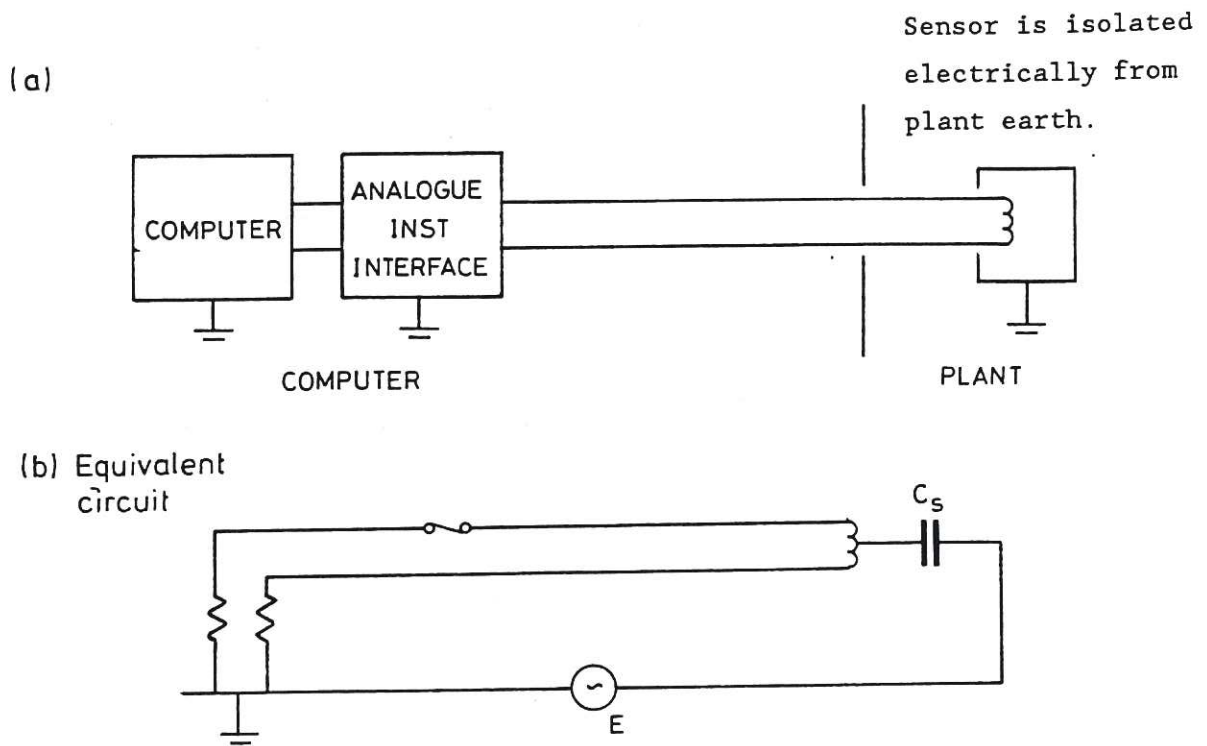 Sensor is isolated
electrically from
plant earth.
(a)
COMPUTER
ANALOGUE
INST
INTERFACE
COMPUTER
PLANT
(b) Equivalent
circuit
Cs
E